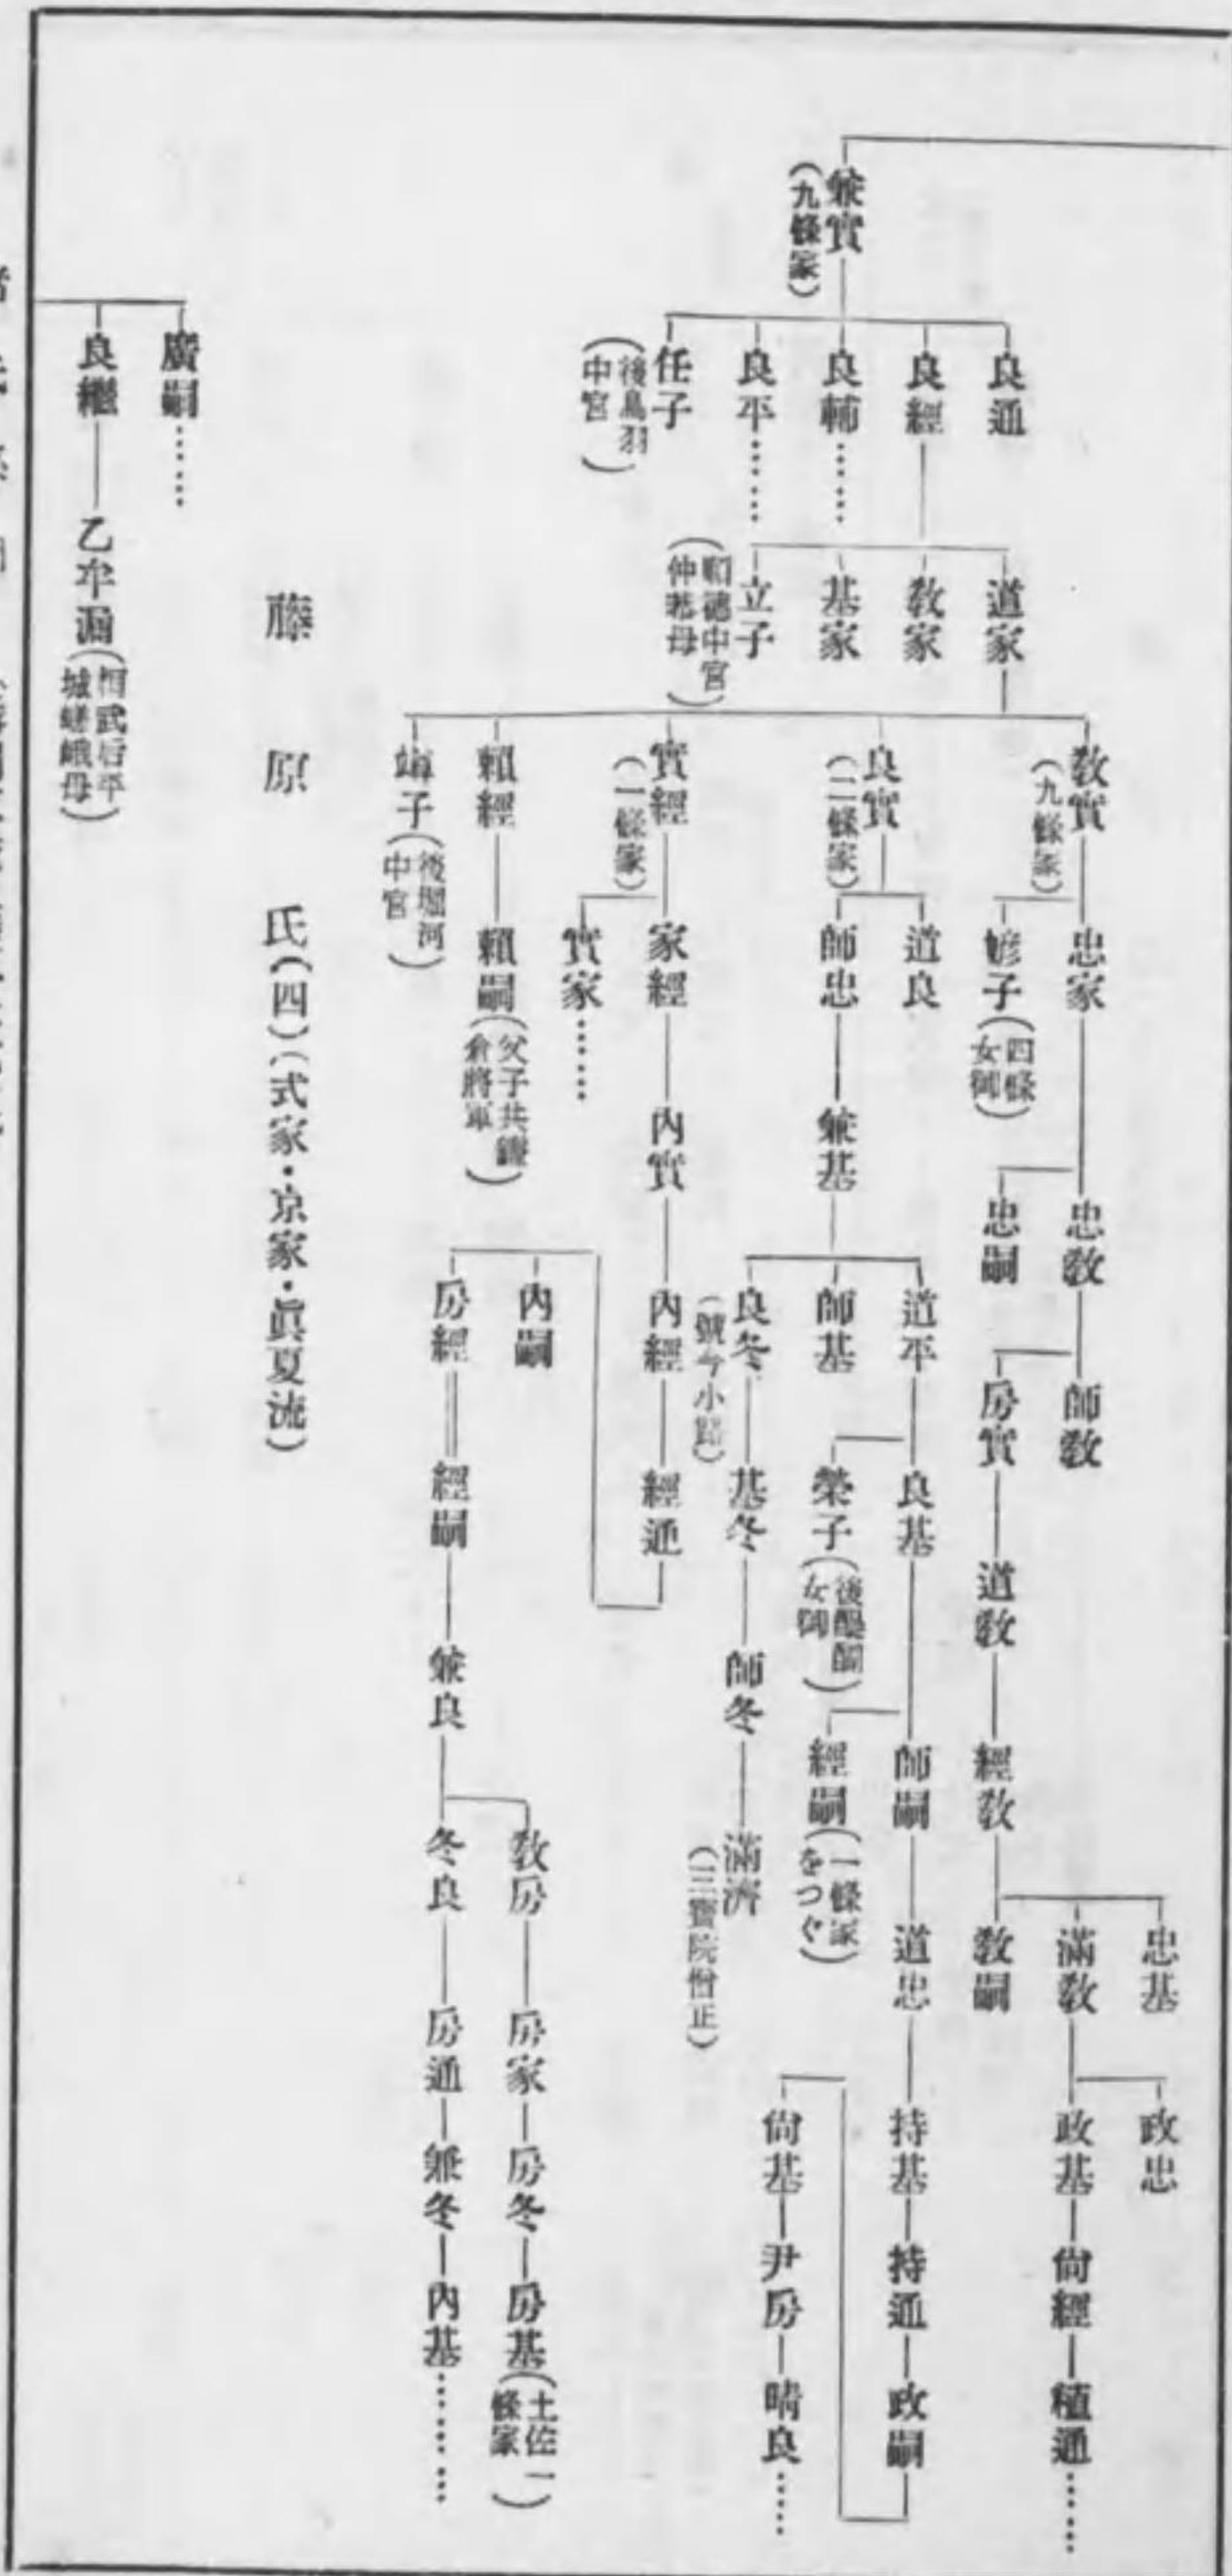 兼實（九條家）
良通
良經
良輔……
良平……
任子（後鳥羽中宮）
道家
敎家
基家
立子（順德中宮仲恭母）
敎實（九條家）
忠家
忠敎
師敎
房實
道敎
經敎
忠基
滿敎
政忠
政基
尙經
稙通……
敎嗣
忠嗣
（四條女御）
良實（二條家）
道良
師忠
兼基
道平
良基
師嗣
道忠
持基
持通
政嗣
尙基
尹房
晴良……
經嗣（一條家をつぐ）
榮子（後醍醐女御）
師基
良冬（號今小路）
基冬
師冬
滿濟（三寶院僧正）
實經（一條家）
家經
內實
內經
經通
內嗣
房經
經嗣
兼良
敎房
房家
房冬
房基（土佐一條家）
冬良
房通
兼冬
內基……
實家……
賴經
賴嗣（父子共鎌倉將軍）
竴子（後堀河中宮）
藤原氏（四）（式家・京家・眞夏流）
廣嗣……
良繼
乙牟漏（桓武后平城嵯峨母）